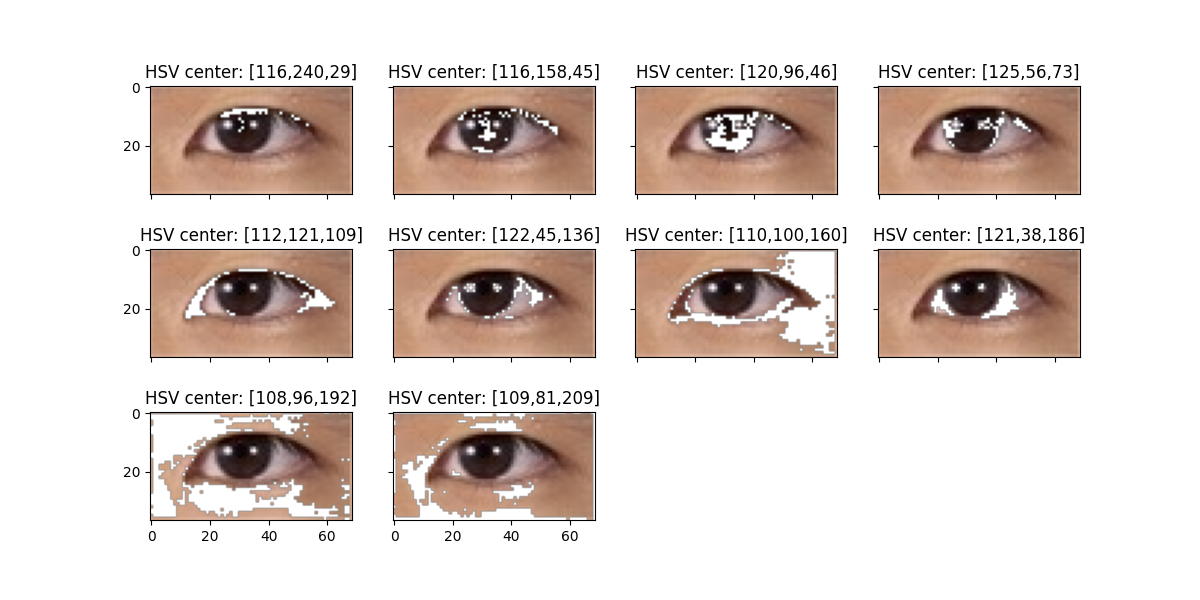 HSV center: [116,240,29] HSV center: [116,158,45] HSV center: [120,96,46] HSV center: [125,56,73]
0
20
HSV center: [112,121,109] HSV center: [122,45,136] HSV center: [110,100,160] HSV center: [121,38,186]
0
20
HSV center: [108,96,192] HSV center: [109,81,209]
0
20
0 20 40 60 0 20 40 60